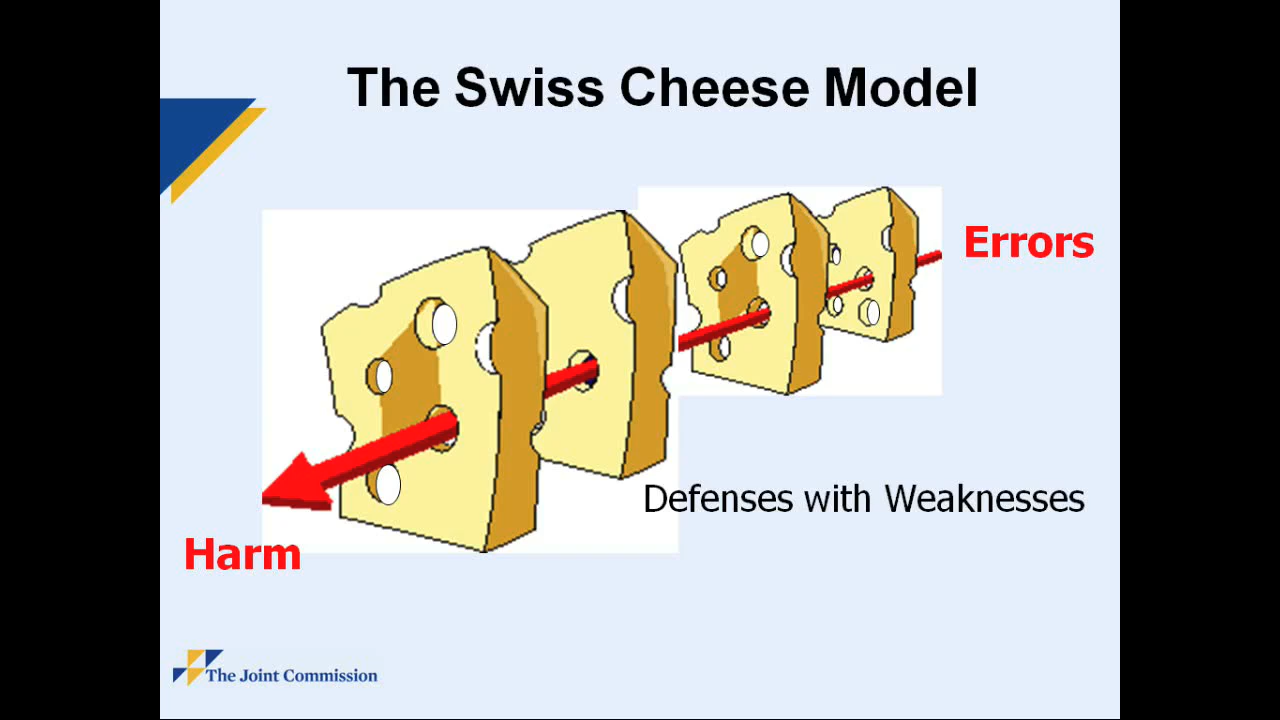 The Swiss Cheese Model
Errors
Defenses with Weaknesses
Harm
The Joint Commission